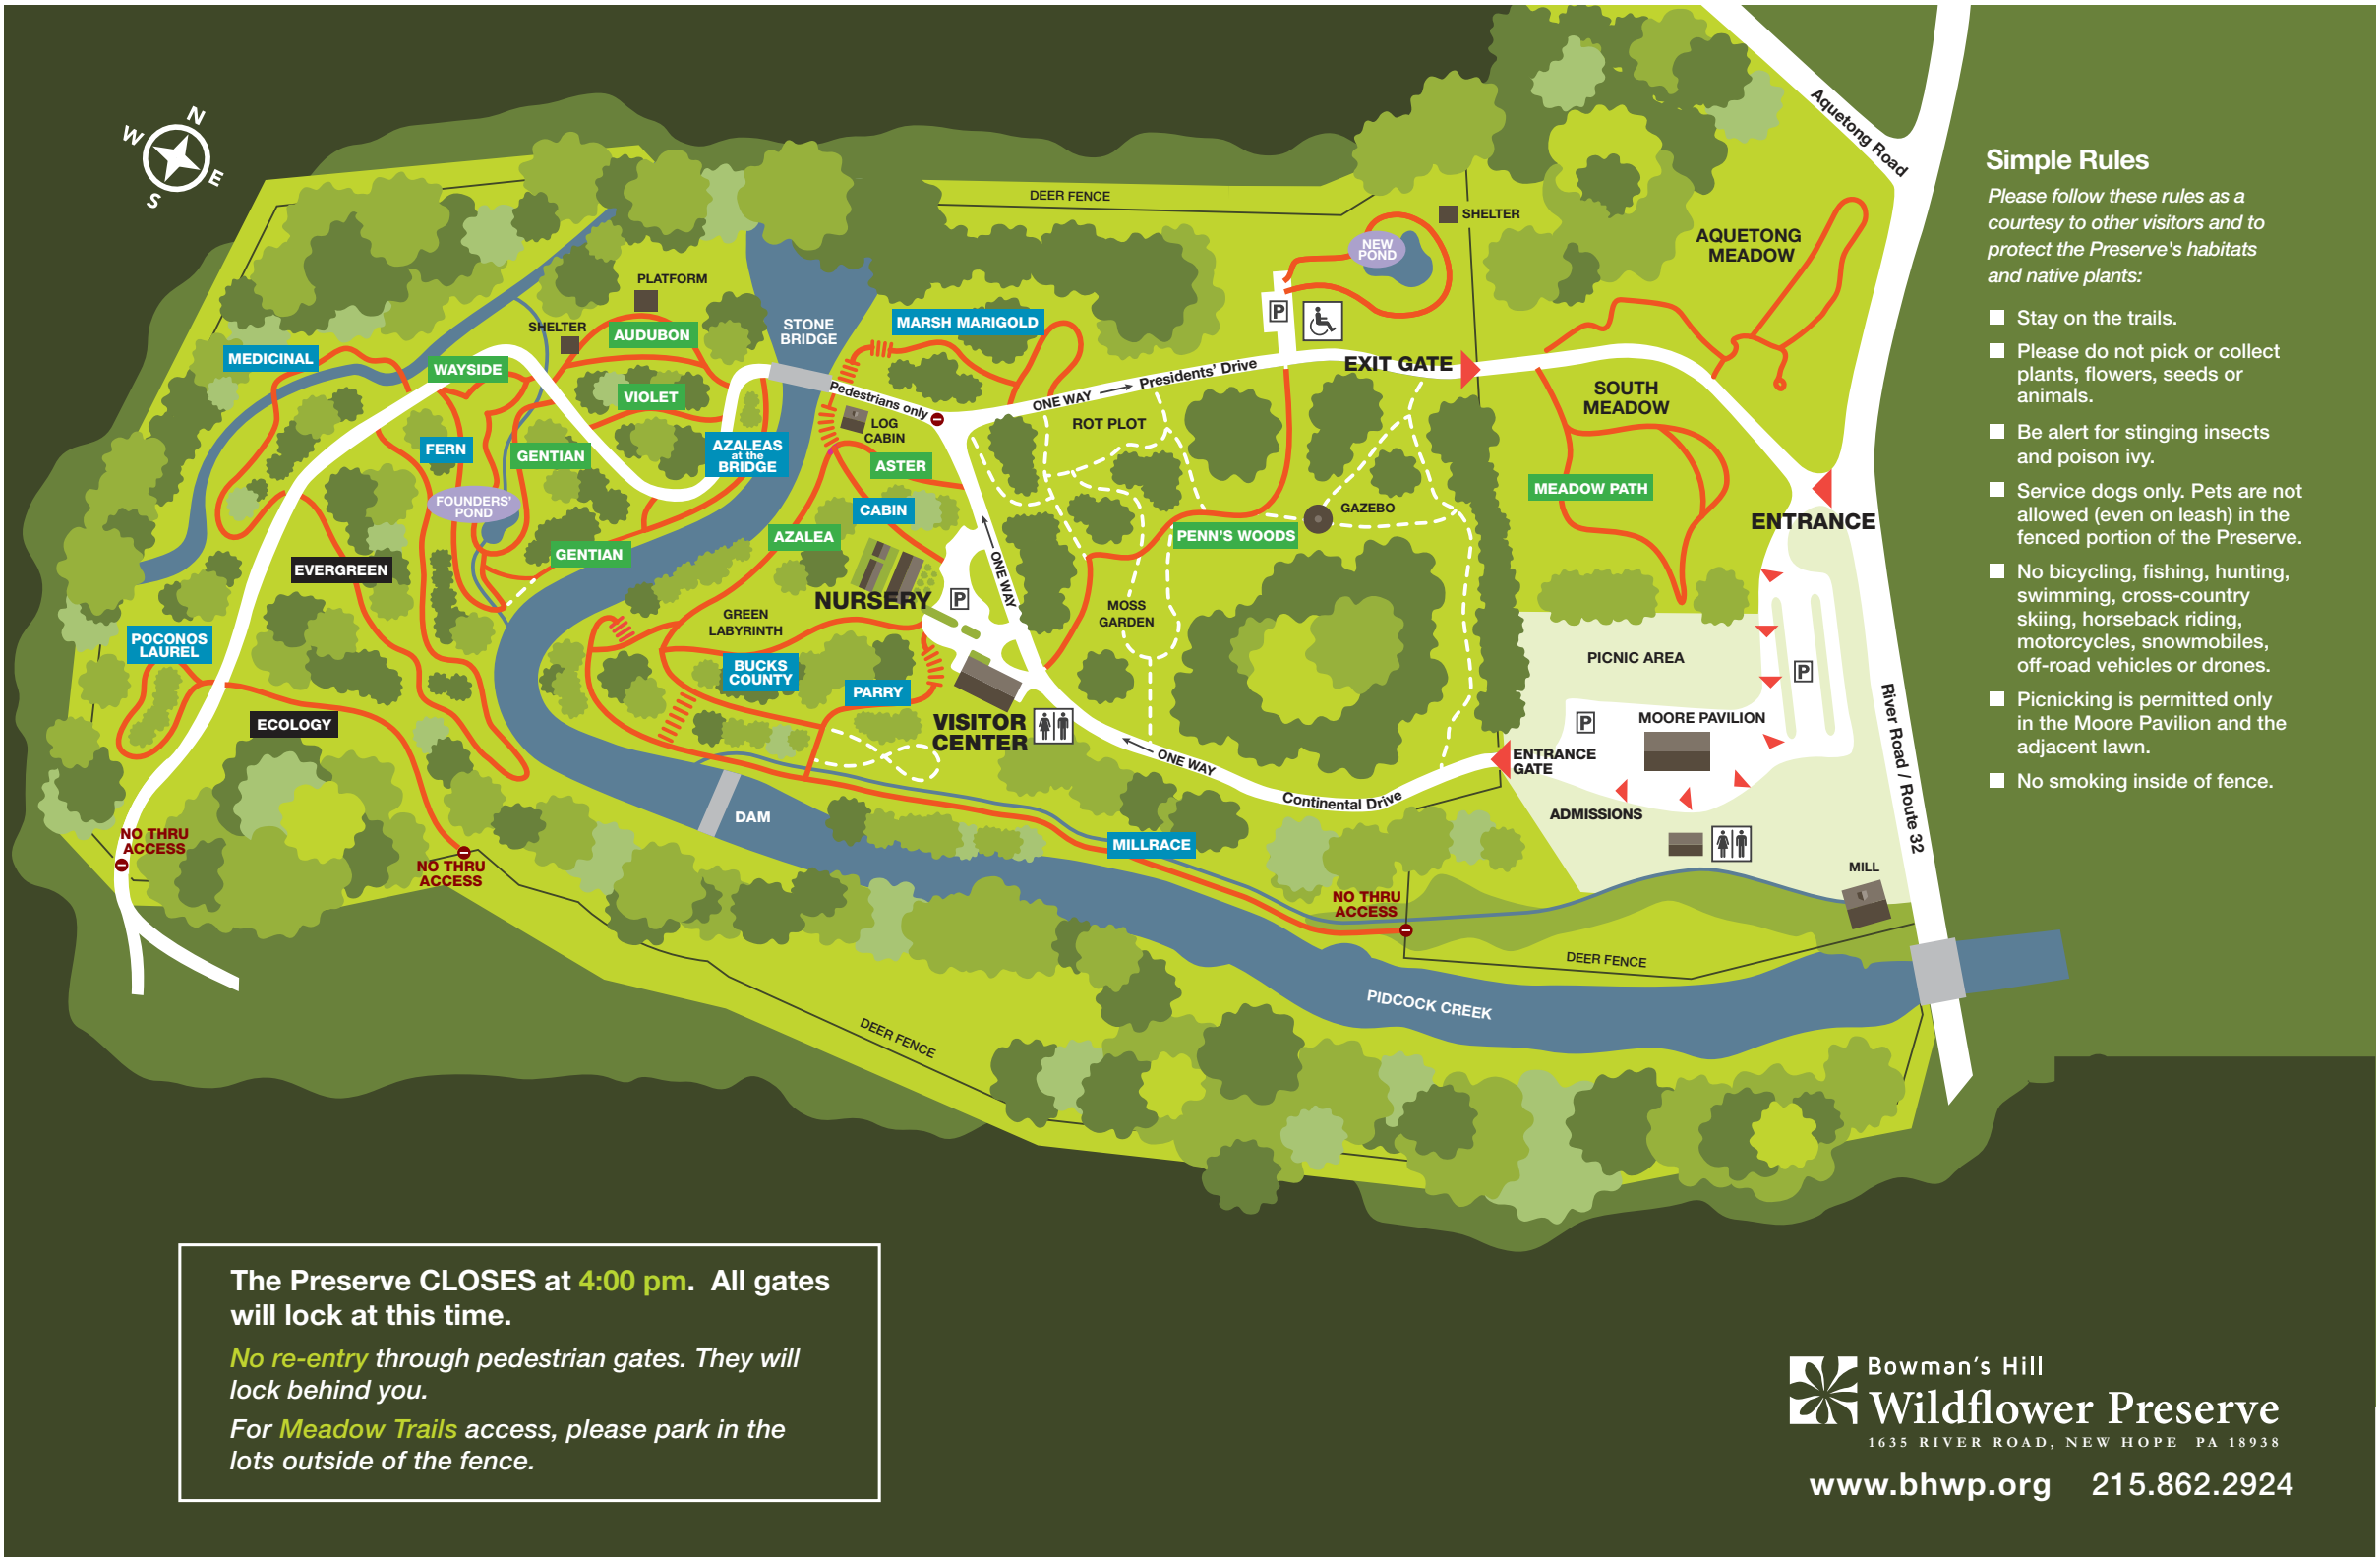 N
W
E
S
DEER FENCE
SHELTER
NEW
POND
Aquetong Road
AQUETONG
MEADOW
PLATFORM
SHELTER
AUDUBON
STONE
BRIDGE
MARSH MARIGOLD
P
MEDICINAL
WAYSIDE
VIOLET
Pedestrians only
ONE WAY
Presidents' Drive
EXIT GATE
SOUTH
MEADOW
LOG
CABIN
ROT PLOT
FERN
GENTIAN
AZALEAS
at the
BRIDGE
ASTER
MEADOW PATH
FOUNDERS'
POND
CABIN
GAZEBO
ENTRANCE
AZALEA
PENN'S WOODS
GENTIAN
EVERGREEN
ONE WAY
NURSERY
P
MOSS
GARDEN
GREEN
LABYRINTH
POCONOS
LAUREL
BUCKS
COUNTY
PARRY
PICNIC AREA
P
ECOLOGY
VISITOR
CENTER
P
MOORE PAVILION
River Road / Route 32
ONE WAY
ENTRANCE
GATE
Continental Drive
ADMISSIONS
DAM
MILLRACE
MILL
NO THRU
ACCESS
NO THRU
ACCESS
NO THRU
ACCESS
DEER FENCE
PIDCOCK CREEK
DEER FENCE
Simple Rules
Please follow these rules as a
courtesy to other visitors and to
protect the Preserve's habitats
and native plants:
Stay on the trails.
Please do not pick or collect
plants, flowers, seeds or
animals.
Be alert for stinging insects
and poison ivy.
Service dogs only. Pets are not
allowed (even on leash) in the
fenced portion of the Preserve.
No bicycling, fishing, hunting,
swimming, cross-country
skiing, horseback riding,
motorcycles, snowmobiles,
off-road vehicles or drones.
Picnicking is permitted only
in the Moore Pavilion and the
adjacent lawn.
No smoking inside of fence.
The Preserve CLOSES at 4:00 pm. All gates
will lock at this time.
No re-entry through pedestrian gates. They will
lock behind you.
For Meadow Trails access, please park in the
lots outside of the fence.
Bowman's Hill
Wildflower Preserve
1635 RIVER ROAD, NEW HOPE PA 18938
www.bhwp.org 215.862.2924